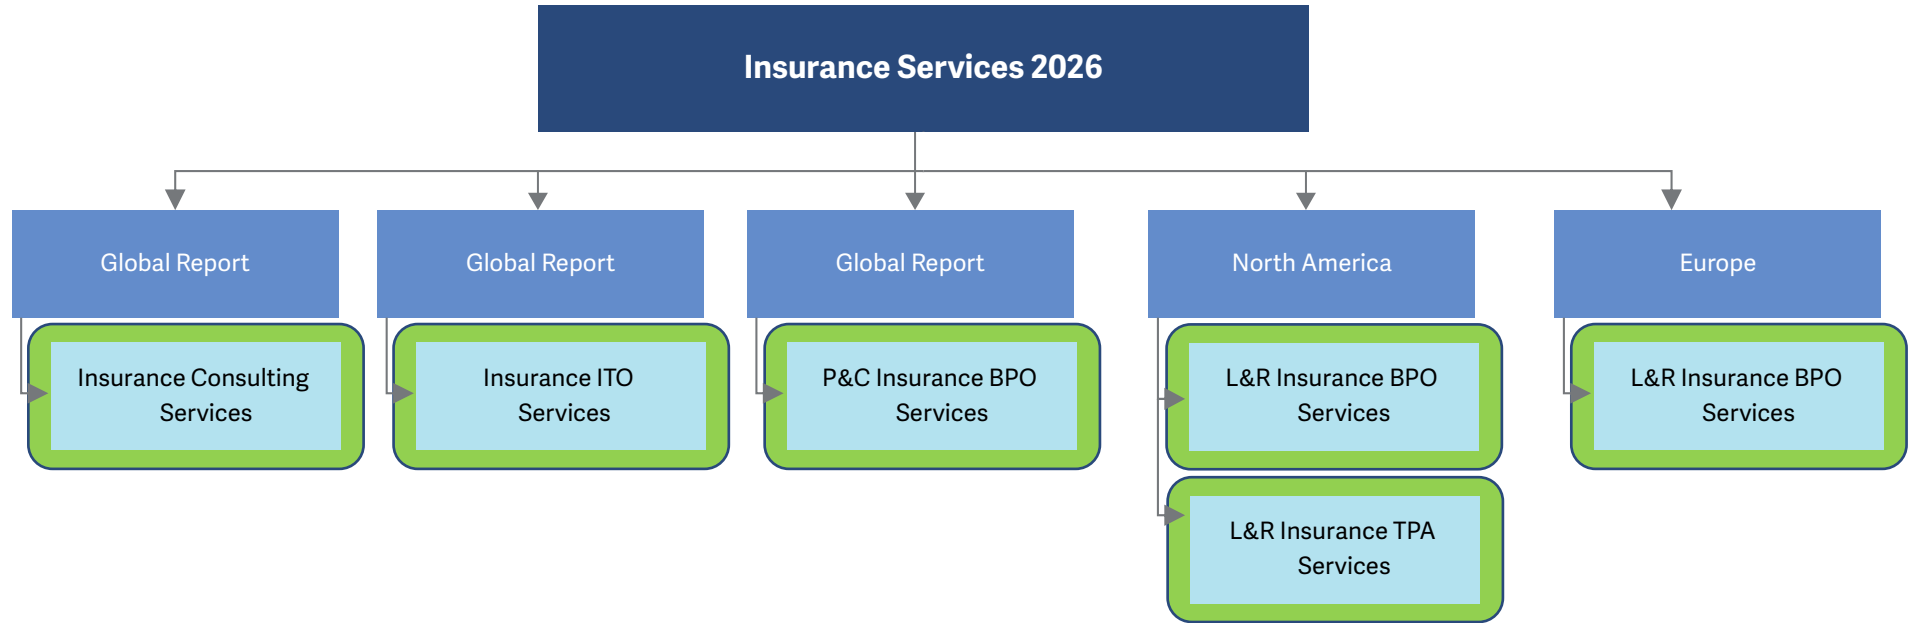 Insurance Services 2026
Global Report
Global Report
Global Report
North America
Europe
Insurance Consulting
Services
Insurance ITO
Services
P&C Insurance BPO
Services
L&R Insurance BPO
Services
L&R Insurance BPO
Services
L&R Insurance TPA
Services